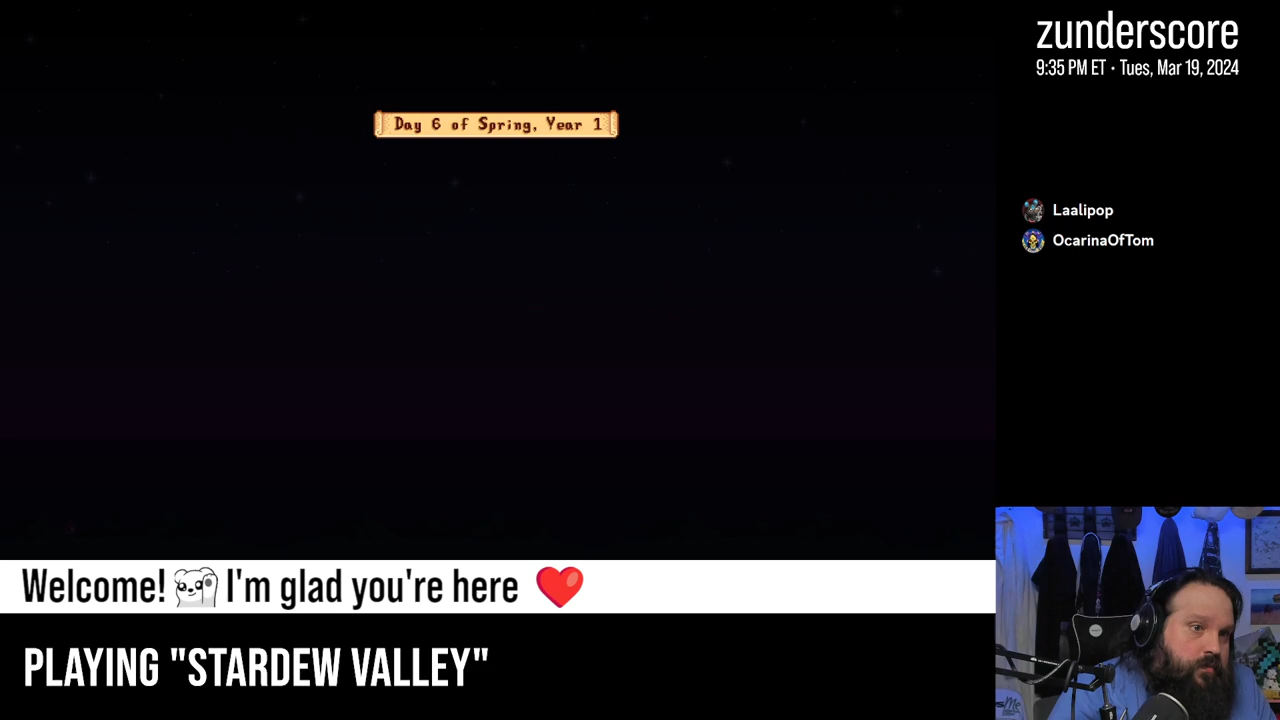 zunderscore
9:35 PM ET • Tues, Mar 19, 2024
Day 6 of Spring, Year 1
Laalipop
OcarinaOfTom
Welcome! I'm glad you're here
PLAYING "STARDEW VALLEY"